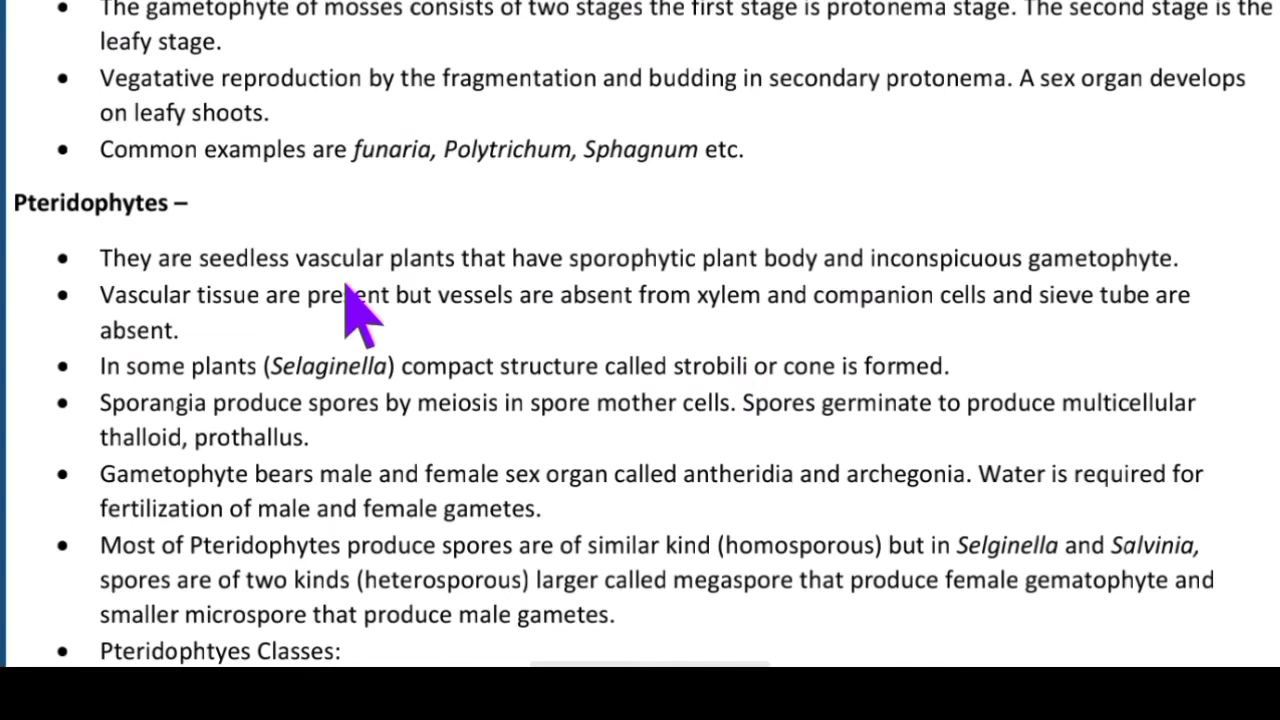 • The gametophyte of mosses consists of two stages the first stage is protonema stage. The second stage is the
leafy stage.
• Vegatative reproduction by the fragmentation and budding in secondary protonema. A sex organ develops
on leafy shoots.
• Common examples are funaria, Polytrichum, Sphagnum etc.
Pteridophytes –
• They are seedless vascular plants that have sporophytic plant body and inconspicuous gametophyte.
• Vascular tissue are present but vessels are absent from xylem and companion cells and sieve tube are
absent.
• In some plants (Selaginella) compact structure called strobili or cone is formed.
• Sporangia produce spores by meiosis in spore mother cells. Spores germinate to produce multicellular
thalloid, prothallus.
• Gametophyte bears male and female sex organ called antheridia and archegonia. Water is required for
fertilization of male and female gametes.
• Most of Pteridophytes produce spores are of similar kind (homosporous) but in Selginella and Salvinia,
spores are of two kinds (heterosporous) larger called megaspore that produce female gematophyte and
smaller microspore that produce male gametes.
• Pteridophtyes Classes: